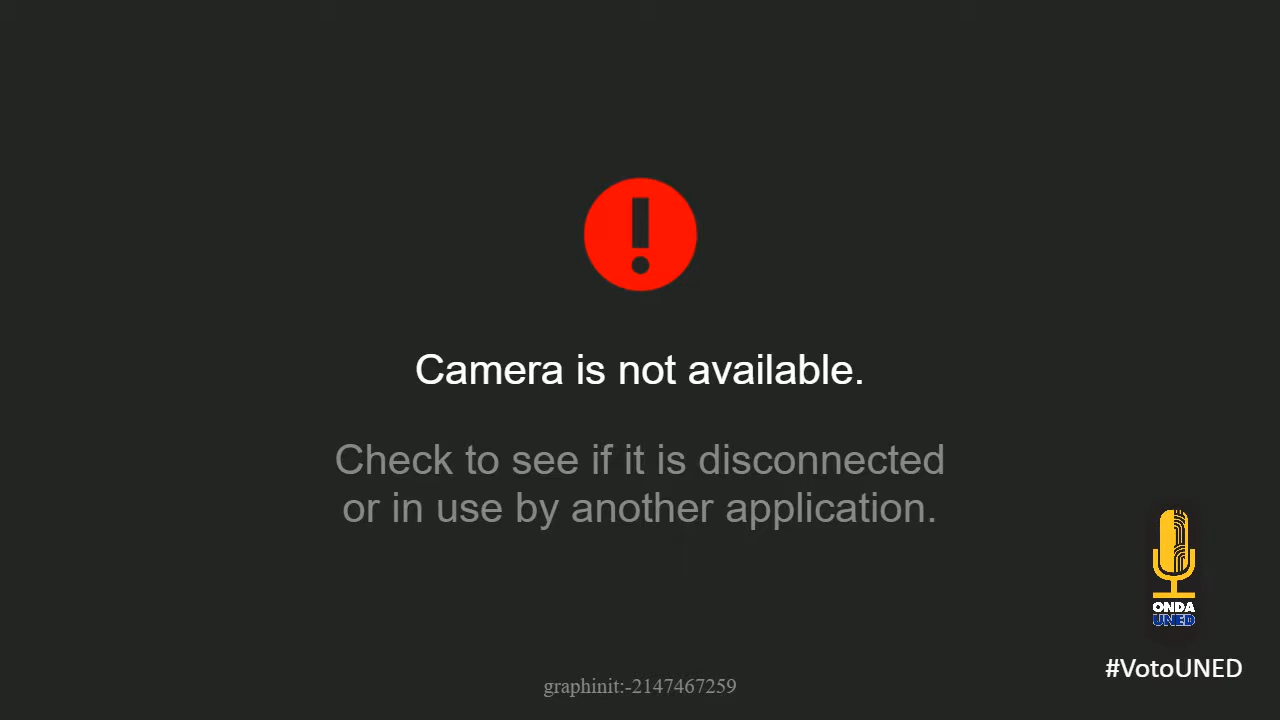 Camera is not available.
Check to see if it is disconnected
or in use by another application.
ONDA
UNED
#VotoUNED
graphinit:-2147467259